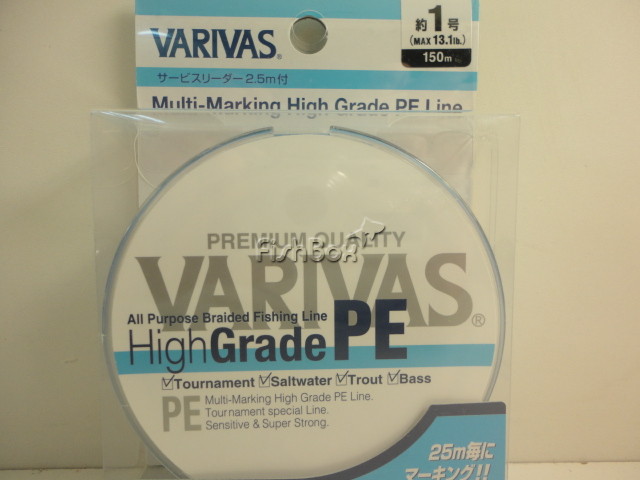 VARIVAS®
約1号
(MAX 13.1lb.)
150m
サービスリーダー2.5m付
Multi-Marking High Grade PE Line
PREMIUM QUALITY
FishBox
VARIVAS®
All Purpose Braided Fishing Line
HighGrade PE
Tournament Saltwater Trout Bass
PE
Multi-Marking High Grade PE Line.
Tournament special Line.
Sensitive & Super Strong.
25m毎に
マーキング!!